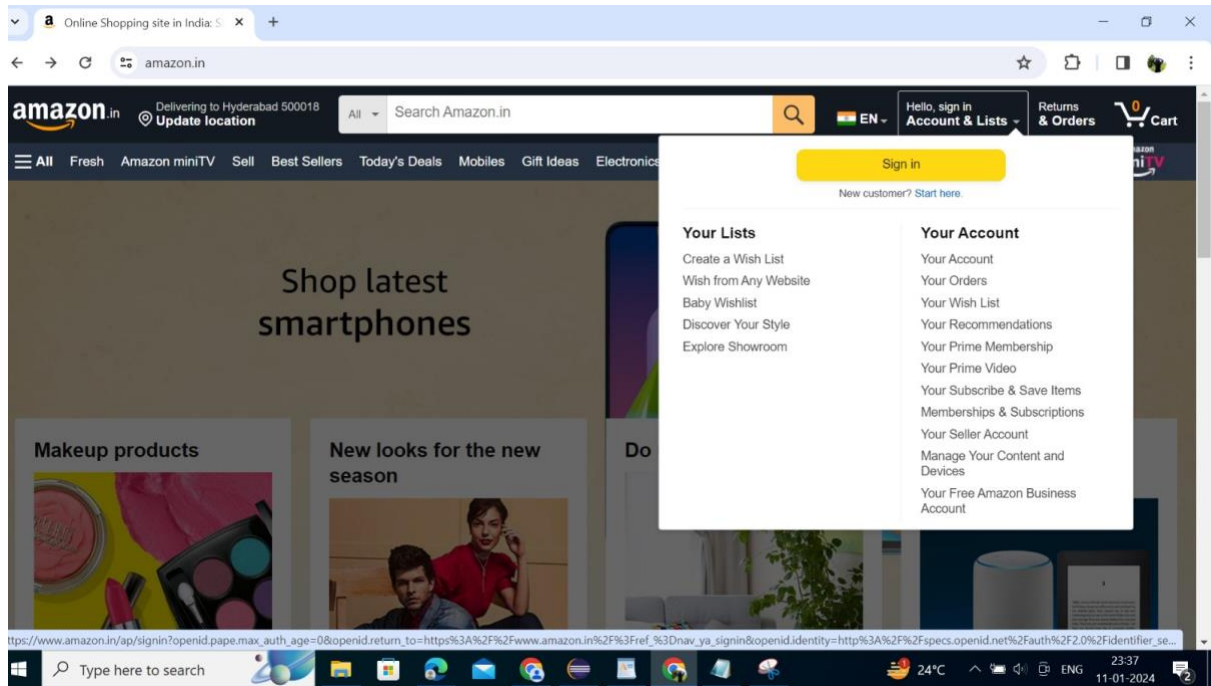 Online Shopping site in India: S
amazon.in
amazon.in
Delivering to Hyderabad 500018
Update location
All
Search Amazon.in
EN
Hello, sign in
Account & Lists
Returns
& Orders
0
Cart
All Fresh Amazon miniTV Sell Best Sellers Today's Deals Mobiles Gift Ideas Electronics
Sign in
New customer? Start here.
Your Lists
Create a Wish List
Wish from Any Website
Baby Wishlist
Discover Your Style
Explore Showroom
Your Account
Your Account
Your Orders
Your Wish List
Your Recommendations
Your Prime Membership
Your Prime Video
Your Subscribe & Save Items
Memberships & Subscriptions
Your Seller Account
Manage Your Content and
Devices
Your Free Amazon Business
Account
Shop latest
smartphones
Makeup products
New looks for the new
season
Do
ttps://www.amazon.in/ap/signin?openid.pape.max_auth_age=0&openid.return_to=https%3A%2F%2Fwww.amazon.in%2F%3Fref_%3Dnav_ya_signin&openid.identity=http%3A%2F%2Fspecs.openid.net%2Fauth%2F2.0%2Fidentifier_se...
Type here to search
24°C
ENG
23:37
11-01-2024
2